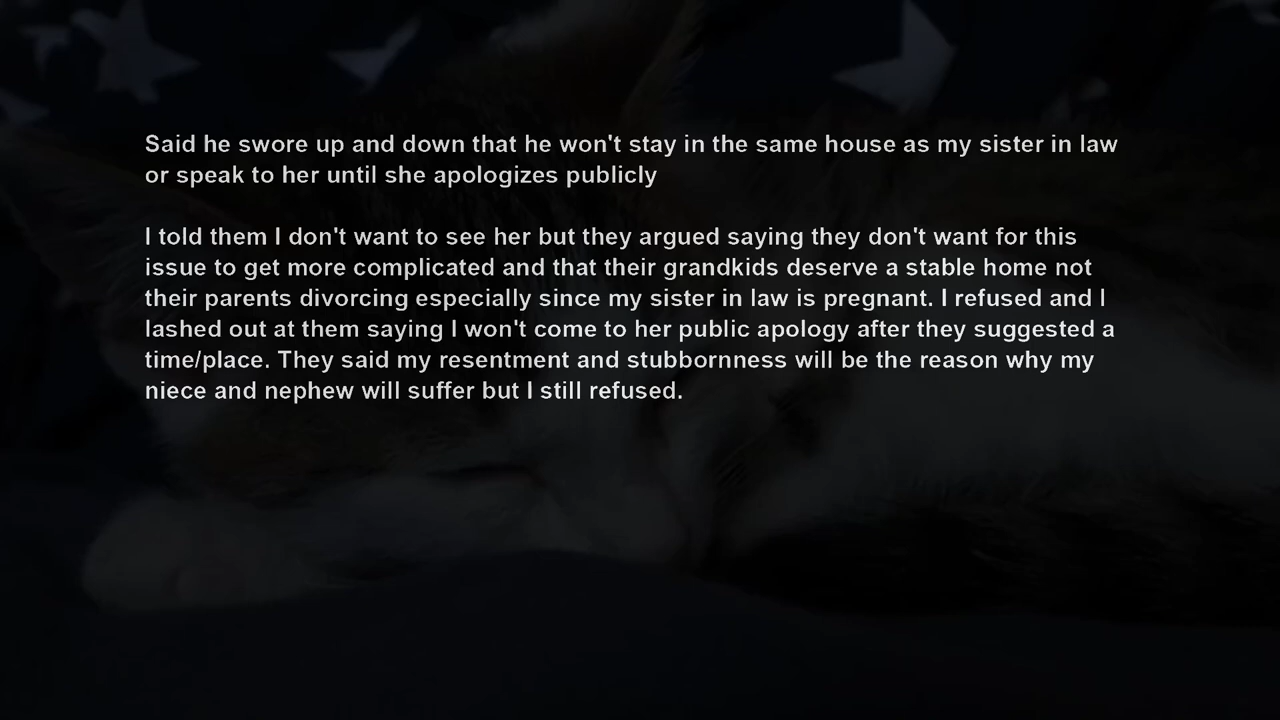 Said he swore up and down that he won't stay in the same house as my sister in law
or speak to her until she apologizes publicly
I told them I don't want to see her but they argued saying they don't want for this
issue to get more complicated and that their grandkids deserve a stable home not
their parents divorcing especially since my sister in law is pregnant. I refused and I
lashed out at them saying I won't come to her public apology after they suggested a
time/place. They said my resentment and stubbornness will be the reason why my
niece and nephew will suffer but I still refused.